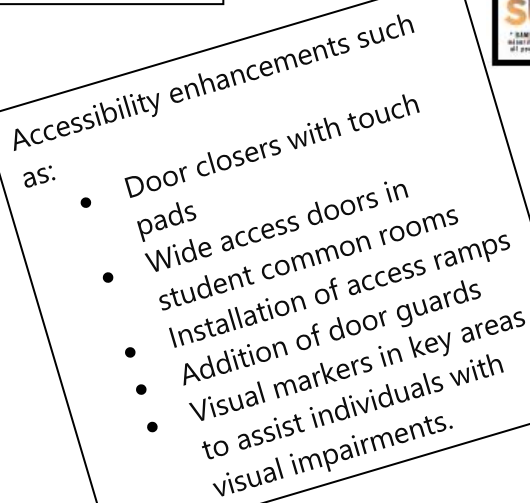 Accessibility enhancements such
as:
• Door closers with touch
pads
• Wide access doors in
student common rooms
• Installation of access ramps
• Addition of door guards
• Visual markers in key areas
to assist individuals with
visual impairments.